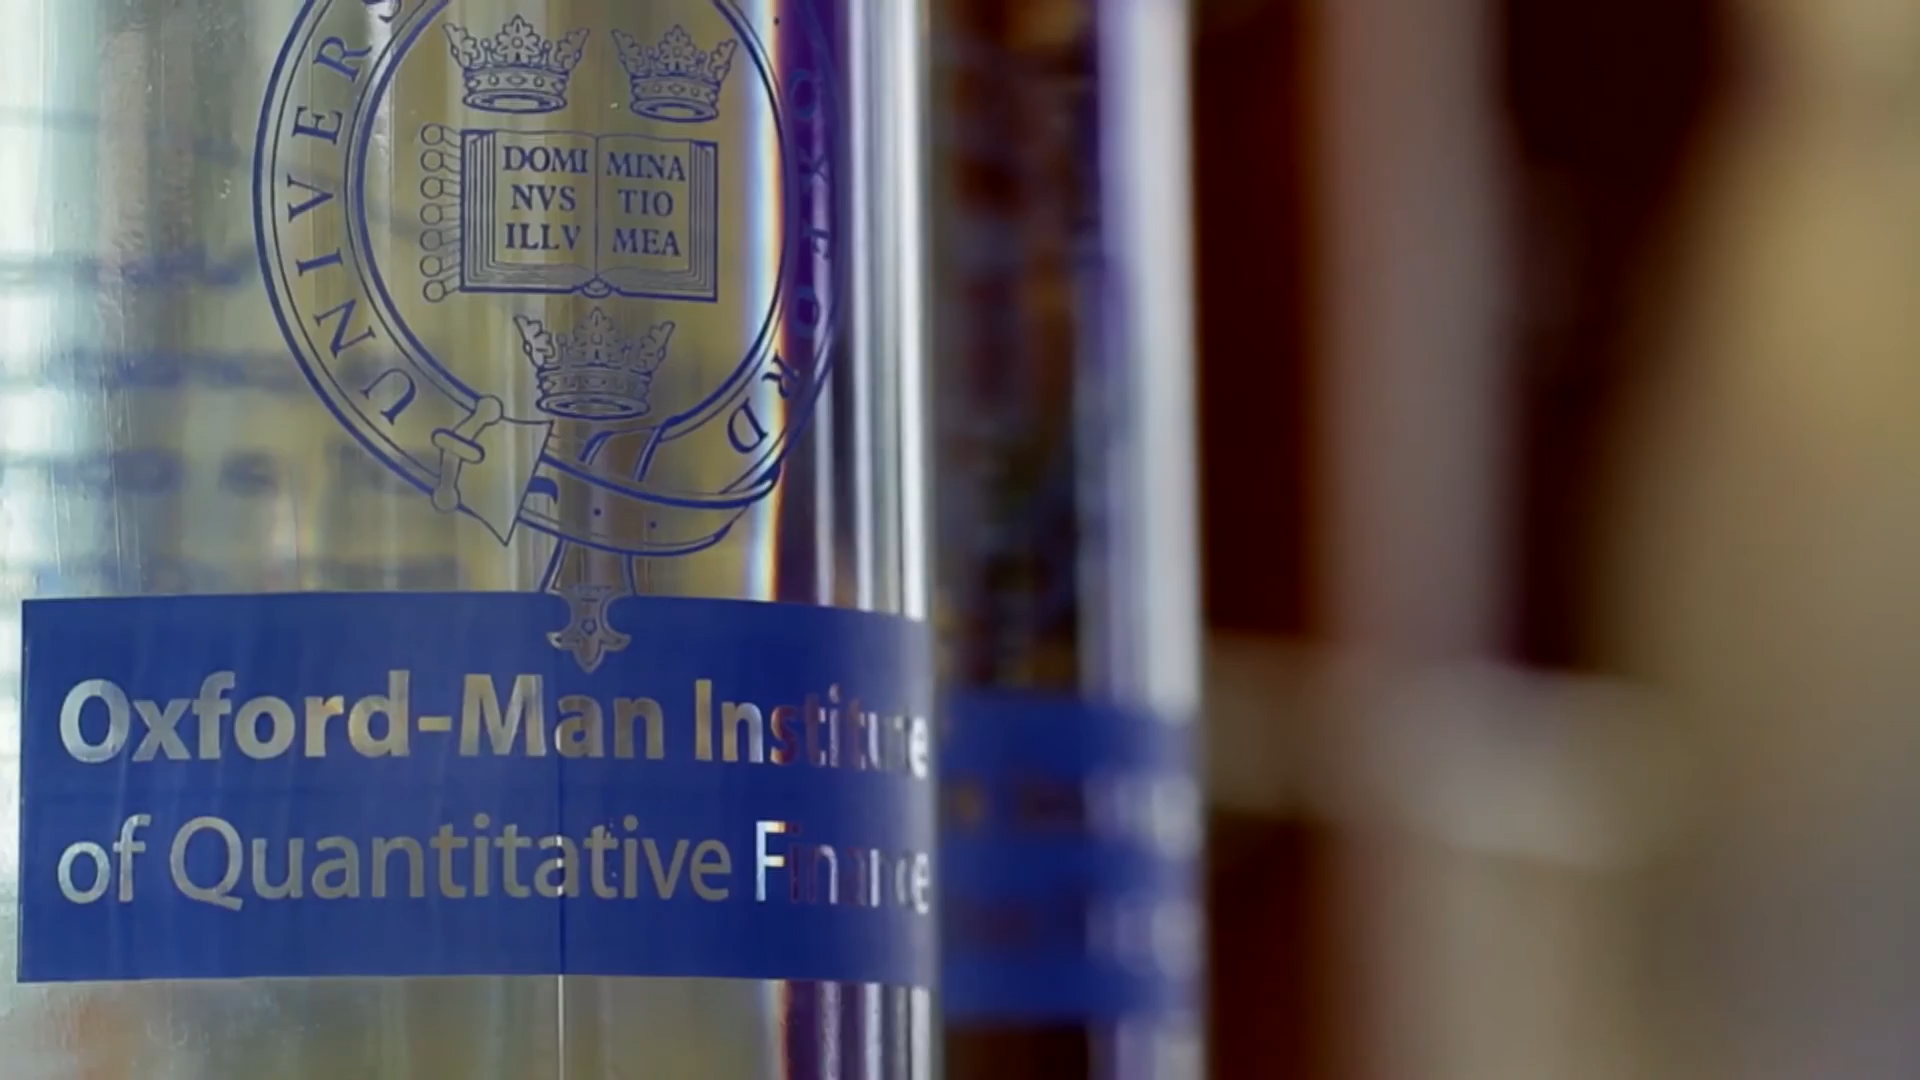 UNIVERS
OXFORD
DOMI
NVS
ILLV
MINA
TIO
MEA
Oxford-Man Institute
of Quantitative Finance